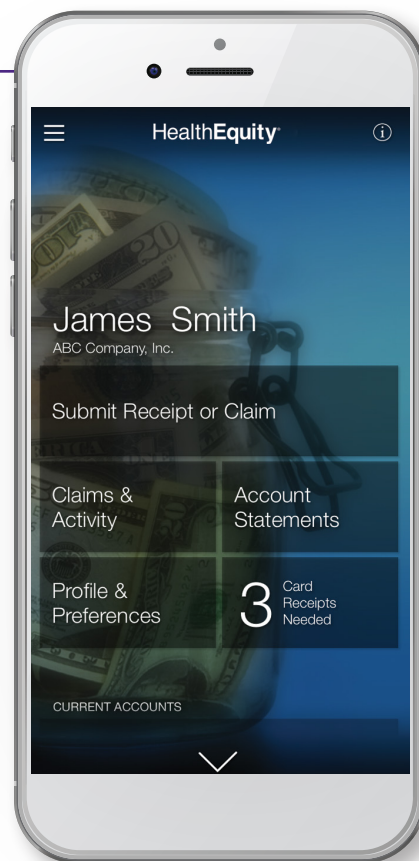 HealthEquity
James Smith
ABC Company, Inc.
Submit Receipt or Claim
Claims &
Activity
Account
Statements
Profile &
Preferences
3
Card
Receipts
Needed
CURRENT ACCOUNTS